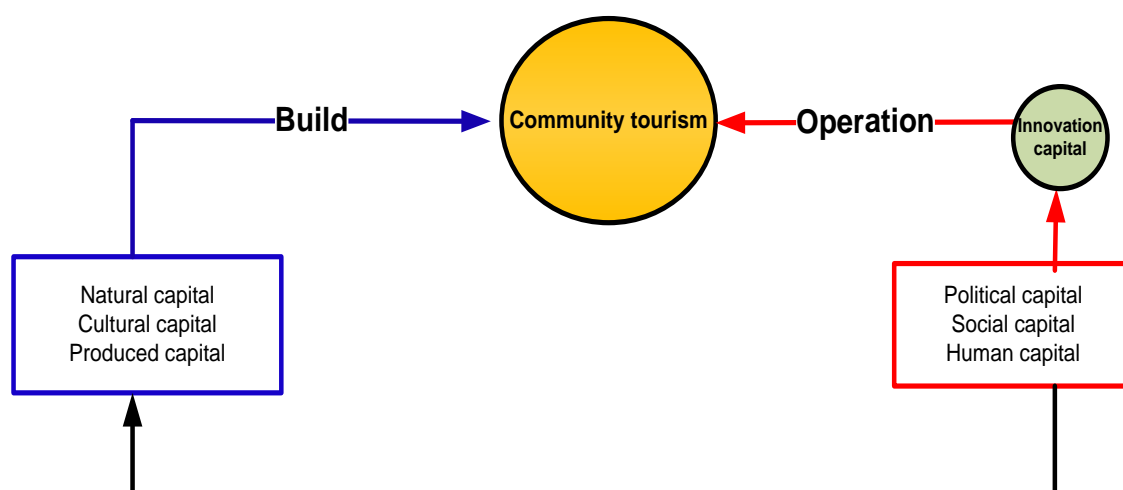 Build
Community tourism
Operation
Innovation
capital
Natural capital
Cultural capital
Produced capital
Political capital
Social capital
Human capital